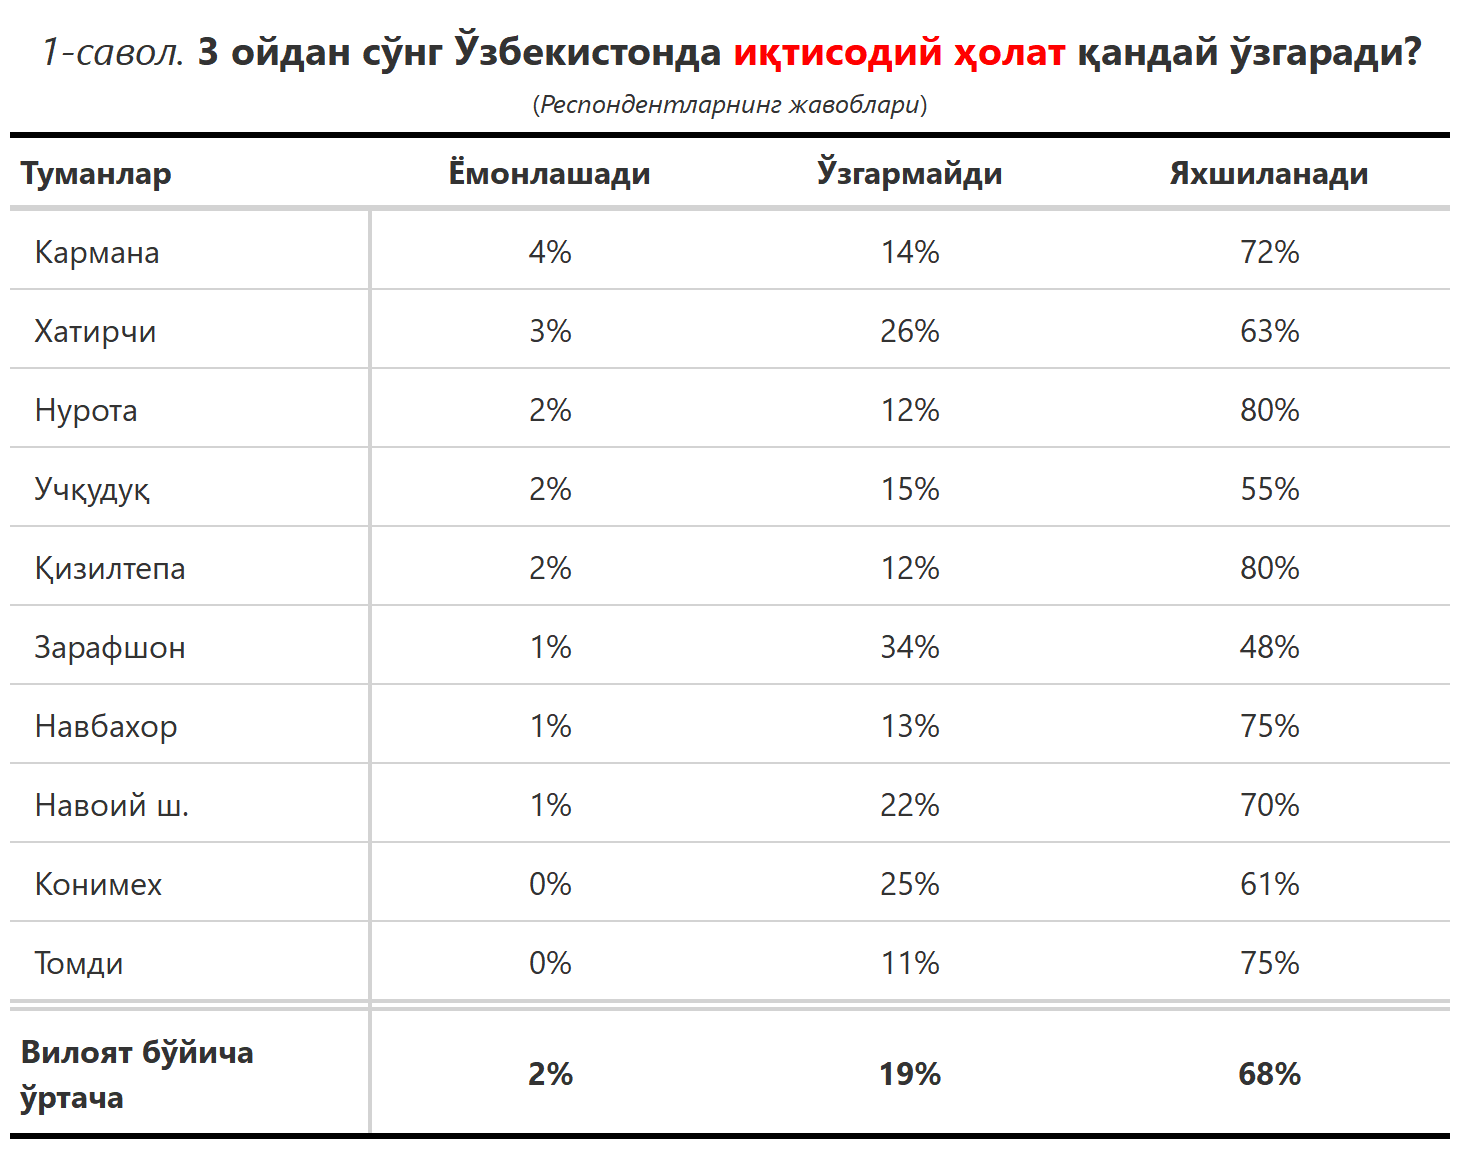 1-савол. 3 ойдан сўнг Ўзбекистонда иқтисодий ҳолат қандай ўзгаради?
(Респондентларнинг жавоблари)
Туманлар Ёмонлашади Ўзгармайди Яхшиланади
Кармана 4% 14% 72%
Хатирчи 3% 26% 63%
Нурота 2% 12% 80%
Учқудуқ 2% 15% 55%
Қизилтепа 2% 12% 80%
Зарафшон 1% 34% 48%
Навбахор 1% 13% 75%
Навоий ш. 1% 22% 70%
Конимех 0% 25% 61%
Томди 0% 11% 75%
Вилоят бўйича
ўртача 2% 19% 68%